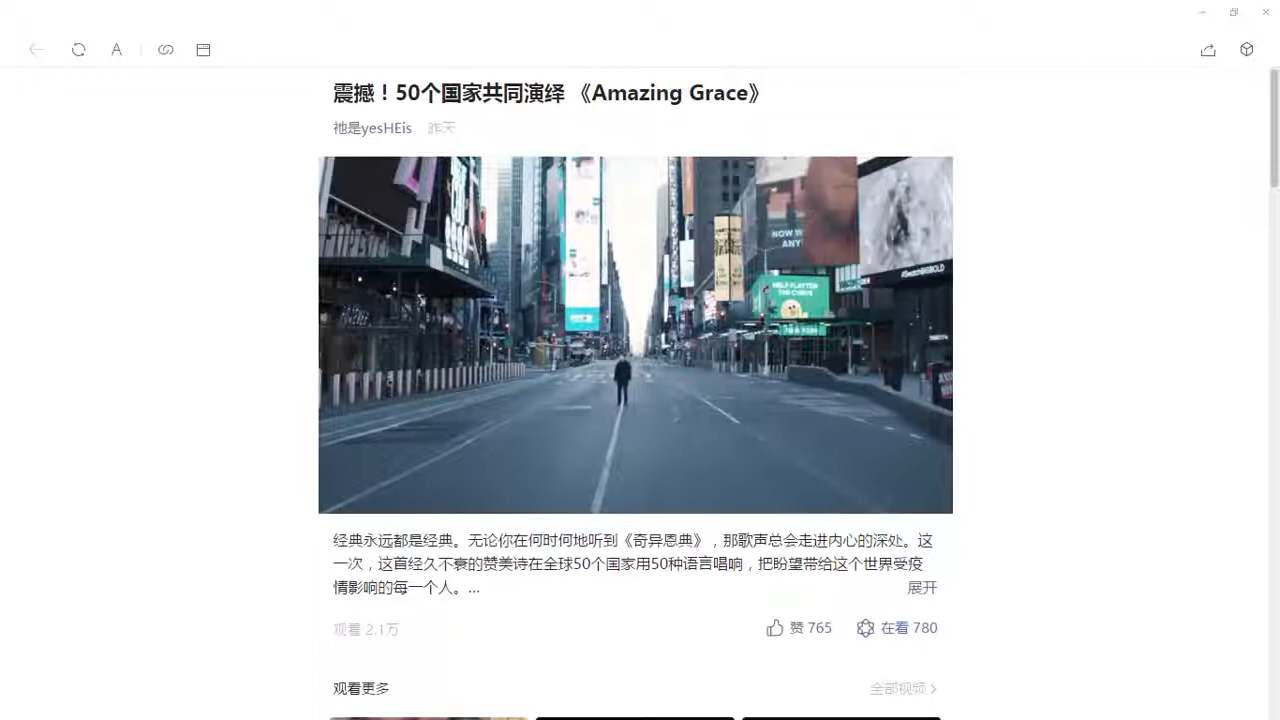 A
震撼！50个国家共同演绎 《Amazing Grace》
祂是yesHEis 昨天
NOW W
ANY
HELP FLATTEN
THE CURVE
经典永远都是经典。无论你在何时何地听到《奇异恩典》，那歌声总会走进内心的深处。这
一次，这首经久不衰的赞美诗在全球50个国家用50种语言唱响，把盼望带给这个世界受疫
情影响的每一个人。...
展开
观看 2.1万
赞 765
在看 780
观看更多
全部视频